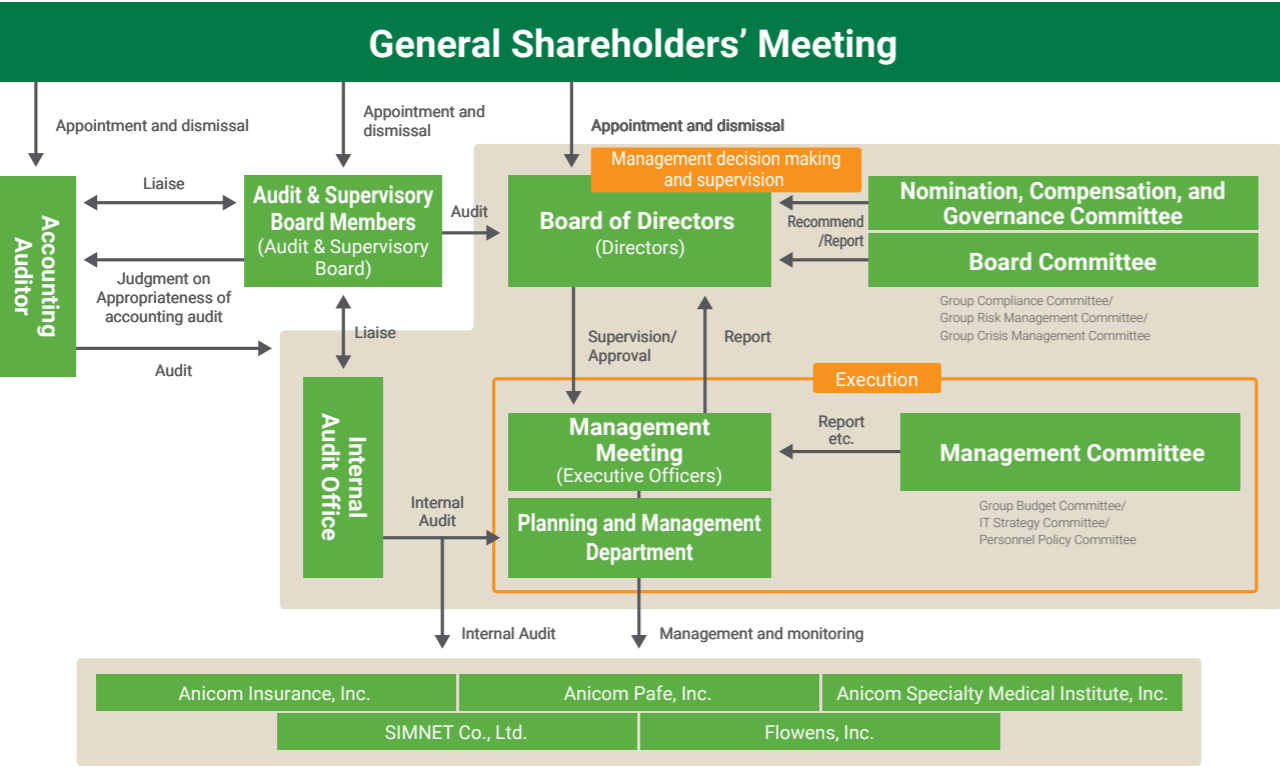 General Shareholders’ Meeting
Appointment and dismissal
Appointment and
dismissal
Appointment and dismissal
Management decision making
and supervision
Accounting
Auditor
Liaise
Audit & Supervisory
Board Members
(Audit & Supervisory
Board)
Audit
Board of Directors
(Directors)
Recommend
/Report
Nomination, Compensation, and
Governance Committee
Board Committee
Group Compliance Committee/
Group Risk Management Committee/
Group Crisis Management Committee
Judgment on
Appropriateness of
accounting audit
Audit
Liaise
Supervision/
Approval
Report
Execution
Internal
Audit Office
Internal
Audit
Management
Meeting
(Executive Officers)
Report
etc.
Management Committee
Group Budget Committee/
IT Strategy Committee/
Personnel Policy Committee
Planning and Management
Department
Internal Audit
Management and monitoring
Anicom Insurance, Inc.
Anicom Pafe, Inc.
Anicom Specialty Medical Institute, Inc.
SIMNET Co., Ltd.
Flowens, Inc.